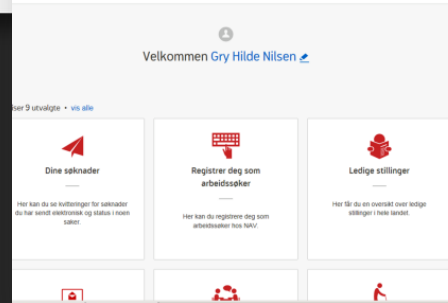 Velkommen Gry Hilde Nilsen
iser 9 utvalgte • vis alle
Dine søknader
Her kan du se kvitteringer for søknader
du har sendt elektronisk og status i noen
saker.
Registrer deg som
arbeidssøker
Her kan du registrere deg som
arbeidssøker hos NAV.
Ledige stillinger
Her får du en oversikt over ledige
stillinger i hele landet.